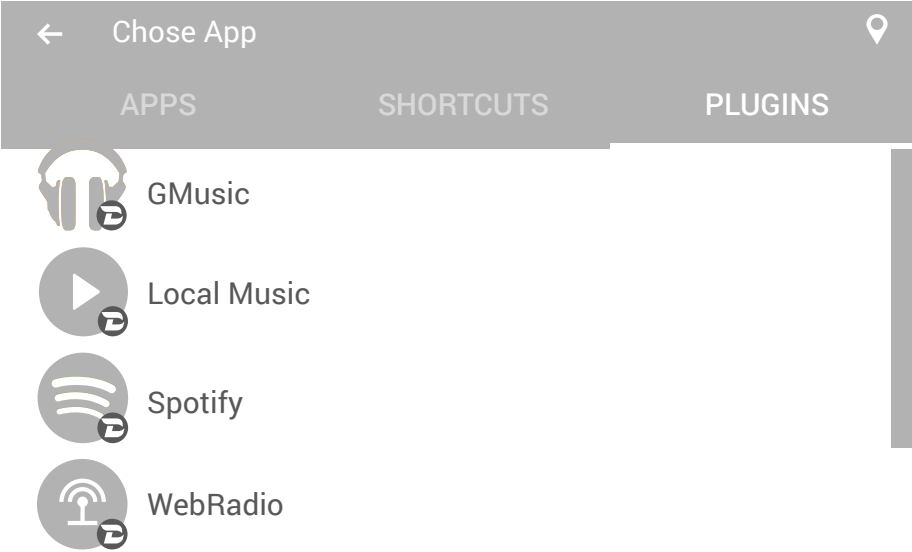 Chose App
APPS SHORTCUTS PLUGINS
GMusic
Local Music
Spotify
WebRadio